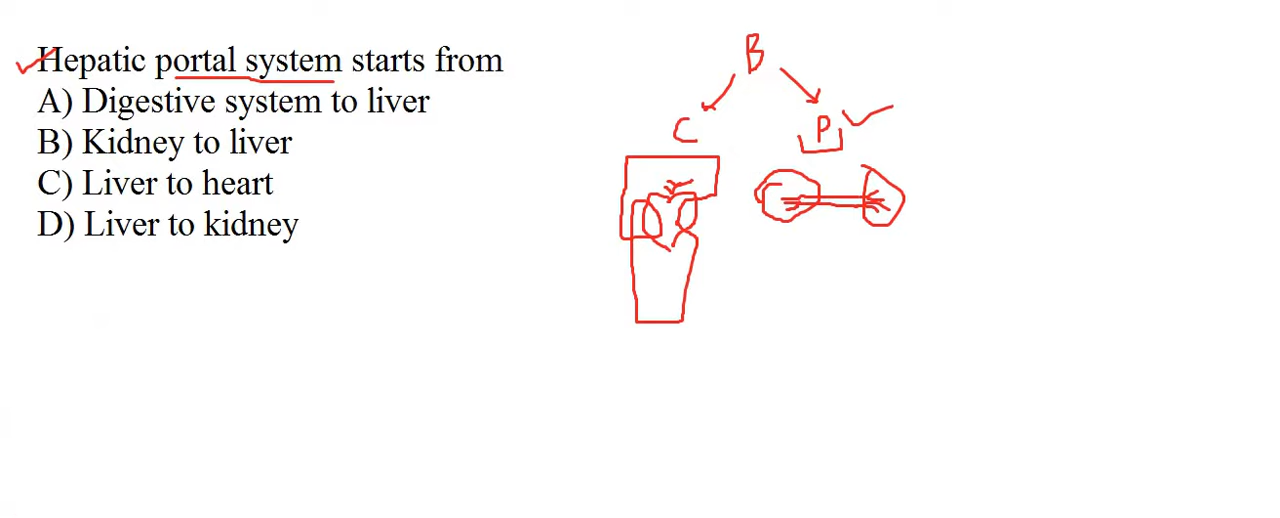 Hepatic portal system starts from
A) Digestive system to liver
B) Kidney to liver
C) Liver to heart
D) Liver to kidney
B
C P